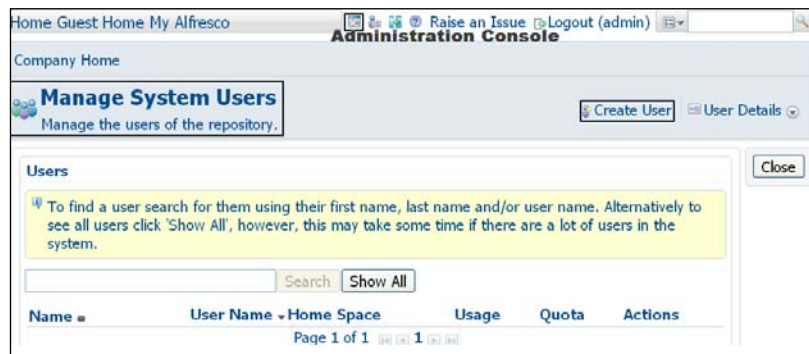 Home Guest Home My Alfresco Raise an Issue Logout (admin)
Administration Console
Company Home
Manage System Users
Manage the users of the repository.
Create User User Details
Users Close
To find a user search for them using their first name, last name and/or user name. Alternatively to
see all users click 'Show All', however, this may take some time if there are a lot of users in the
system.
Search Show All
Name User Name Home Space Usage Quota Actions
Page 1 of 1 1